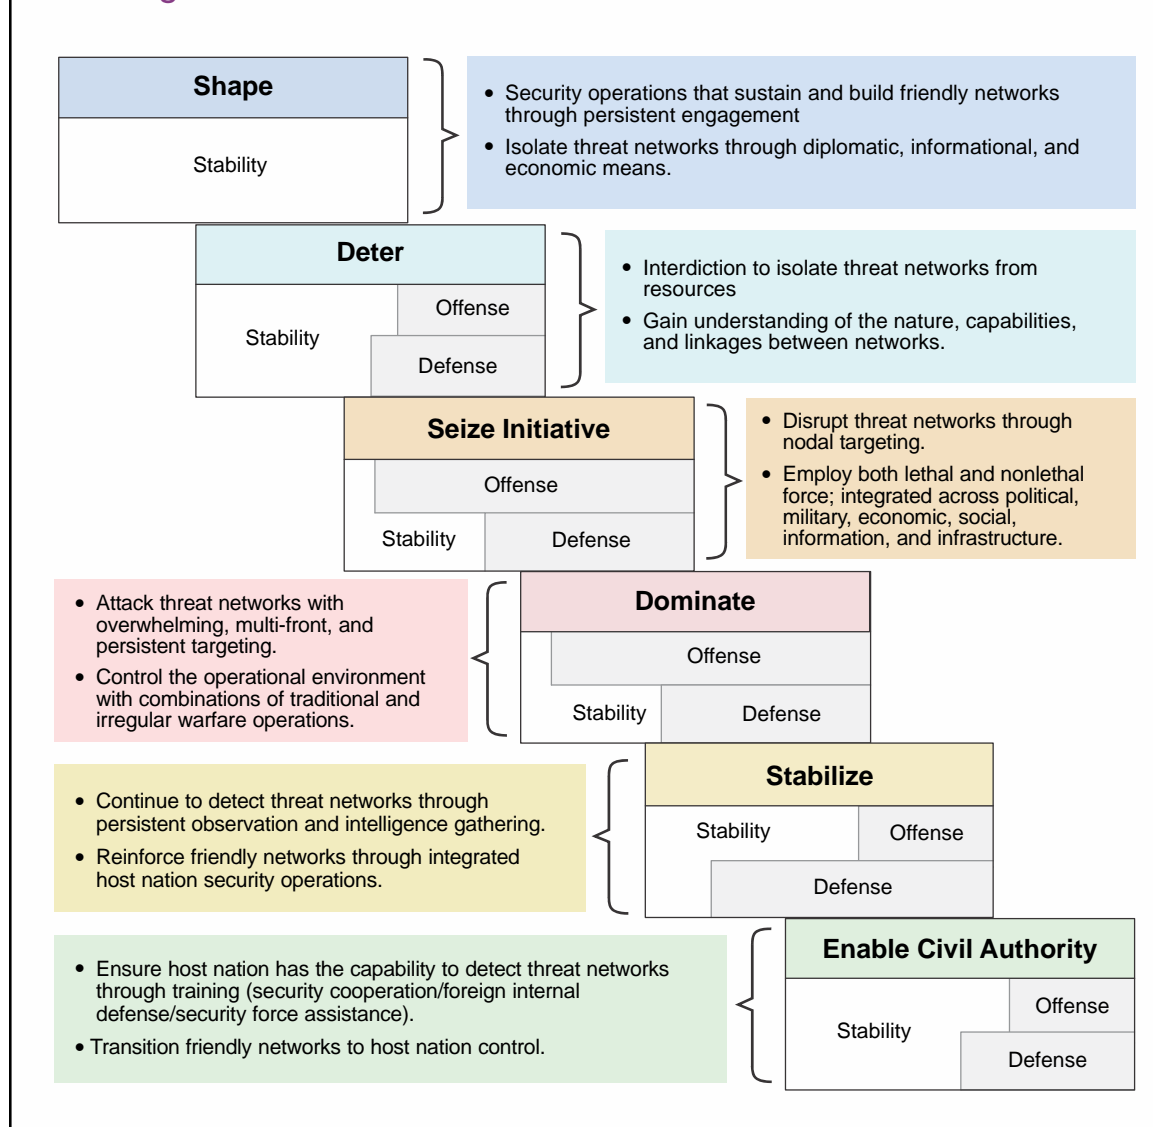 Shape
Stability
• Security operations that sustain and build friendly networks
through persistent engagement
• Isolate threat networks through diplomatic, informational, and
economic means.
Deter
Stability
Offense
Defense
• Interdiction to isolate threat networks from
resources
• Gain understanding of the nature, capabilities,
and linkages between networks.
Seize Initiative
Offense
Stability
Defense
• Disrupt threat networks through
nodal targeting.
• Employ both lethal and nonlethal
force; integrated across political,
military, economic, social,
information, and infrastructure.
• Attack threat networks with
overwhelming, multi-front, and
persistent targeting.
• Control the operational environment
with combinations of traditional and
irregular warfare operations.
Dominate
Offense
Stability
Defense
• Continue to detect threat networks through
persistent observation and intelligence gathering.
• Reinforce friendly networks through integrated
host nation security operations.
Stabilize
Stability
Offense
Defense
• Ensure host nation has the capability to detect threat networks
through training (security cooperation/foreign internal
defense/security force assistance).
• Transition friendly networks to host nation control.
Enable Civil Authority
Stability
Offense
Defense